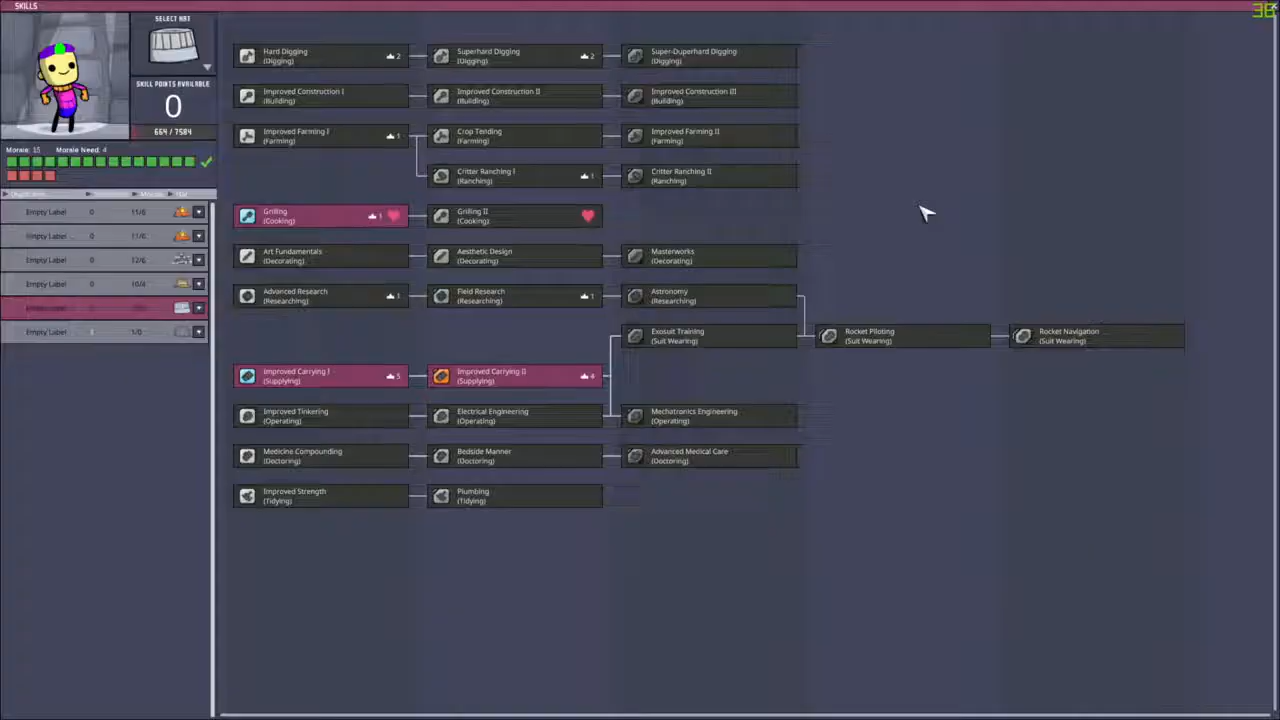 SKILLS
38
SELECT HAT
SKILL POINTS AVAILABLE
0
664 / 7584
Morale: 15 Morale Need: 4
Empty Label 0 11/6
Empty Label ... 0 11/6
Empty Label 0 12/6
Empty Label 0 10/4
Empty Label 1 1/0
Hard Digging
(Digging)
2
Superhard Digging
(Digging)
2
Super-Duperhard Digging
(Digging)
Improved Construction I
(Building)
Improved Construction II
(Building)
Improved Construction III
(Building)
Improved Farming I
(Farming)
1
Crop Tending
(Farming)
Improved Farming II
(Farming)
Critter Ranching I
(Ranching)
1
Critter Ranching II
(Ranching)
Grilling
(Cooking)
1
Grilling II
(Cooking)
Art Fundamentals
(Decorating)
Aesthetic Design
(Decorating)
Masterworks
(Decorating)
Advanced Research
(Researching)
1
Field Research
(Researching)
1
Astronomy
(Researching)
Exosuit Training
(Suit Wearing)
Rocket Piloting
(Suit Wearing)
Rocket Navigation
(Suit Wearing)
Improved Carrying I
(Supplying)
5
Improved Carrying II
(Supplying)
4
Improved Tinkering
(Operating)
Electrical Engineering
(Operating)
Mechatronics Engineering
(Operating)
Medicine Compounding
(Doctoring)
Bedside Manner
(Doctoring)
Advanced Medical Care
(Doctoring)
Improved Strength
(Tidying)
Plumbing
(Tidying)